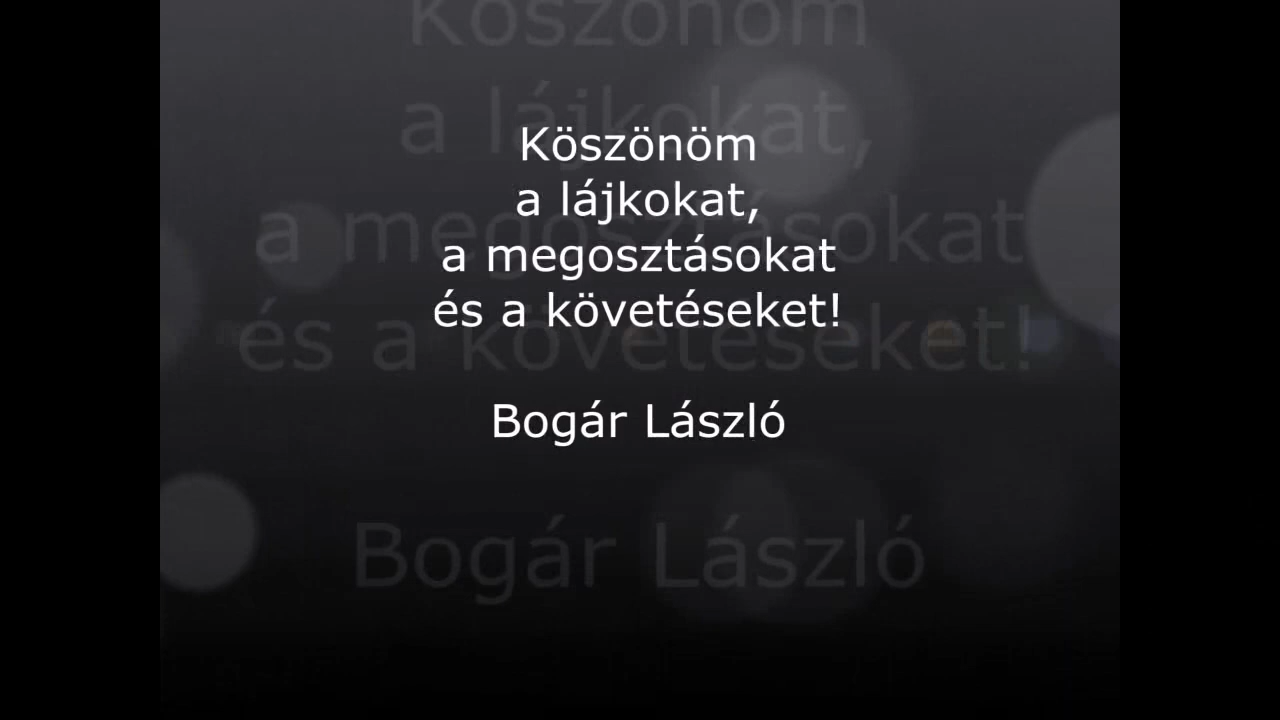 Köszönöm
a lájkokat,
a megosztásokat
és a követéseket!
Bogár László